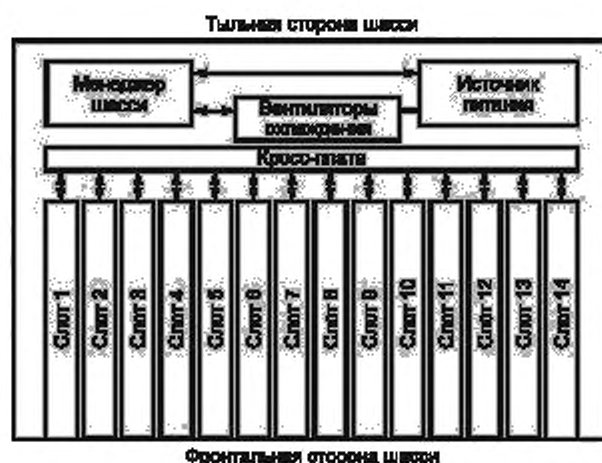 Тыльная сторона шасси
Менеджер
шасси
Источник
питания
Вентиляторы
охлаждения
Кросс-плата
Слот 1
Слот 2
Слот 3
Слот 4
Слот 5
Слот 6
Слот 7
Слот 8
Слот 9
Слот 10
Слот 11
Слот 12
Слот 13
Слот 14
Фронтальная сторона шасси